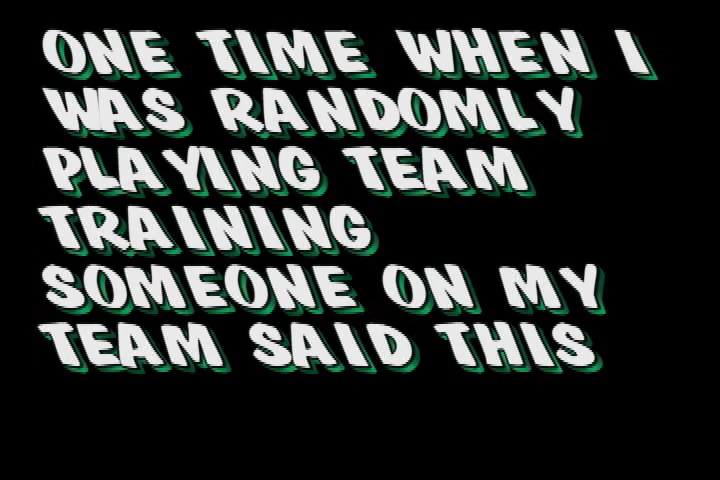 ONE TIME WHEN I
WAS RANDOMLY
PLAYING TEAM
TRAINING
SOMEONE ON MY
TEAM SAID THIS